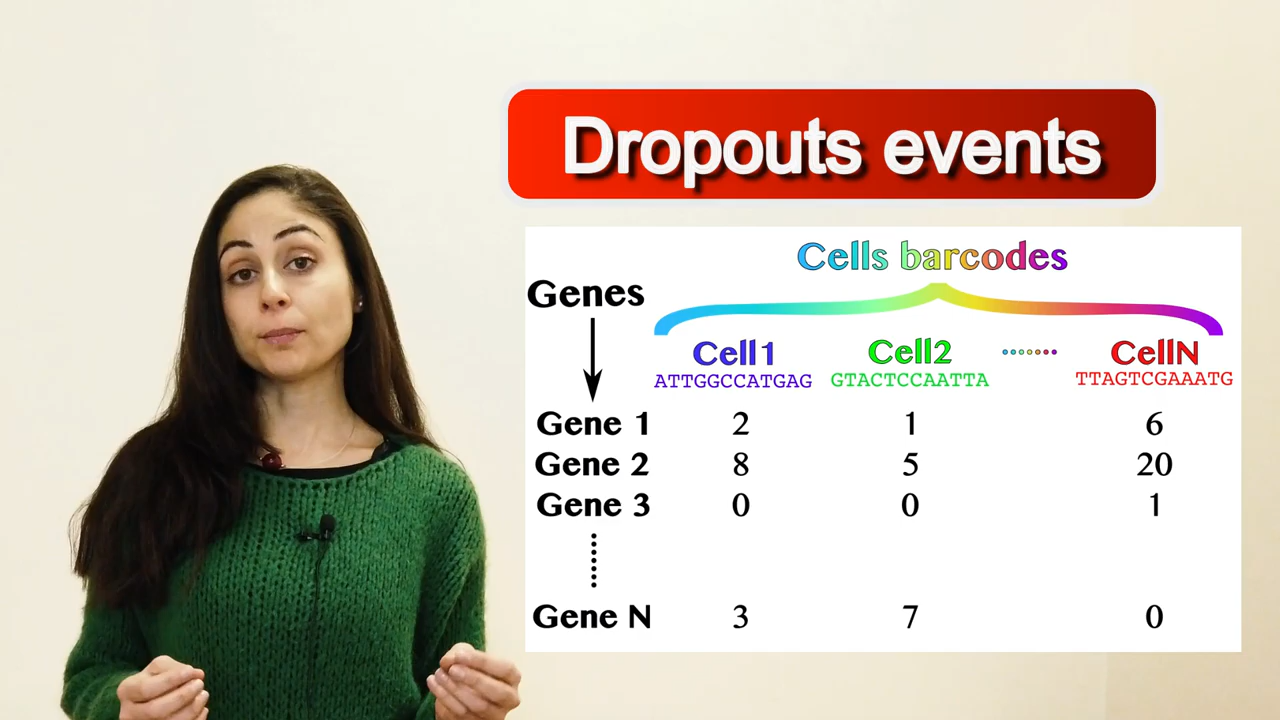 Dropouts events
Cells barcodes
Genes
Cell1 Cell2 CellN
ATTGGCCATGAG GTACTCCAATTA TTAGTCGAAATG
Gene 1 2 1 6
Gene 2 8 5 20
Gene 3 0 0 1
Gene N 3 7 0